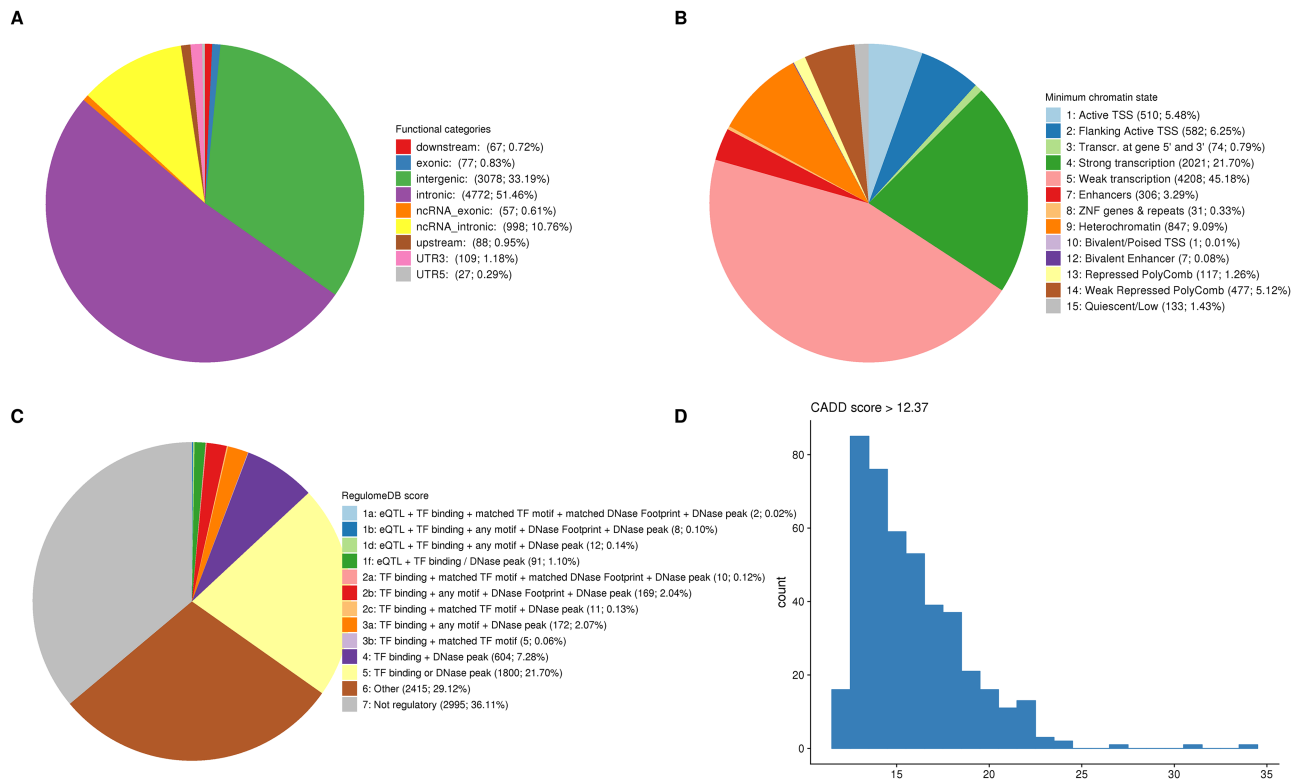 A
Functional categories
downstream: (67; 0.72%)
exonic: (77; 0.83%)
intergenic: (3078; 33.19%)
intronic: (4772; 51.46%)
ncRNA_exonic: (57; 0.61%)
ncRNA_intronic: (998; 10.76%)
upstream: (88; 0.95%)
UTR3: (109; 1.18%)
UTR5: (27; 0.29%)
B
Minimum chromatin state
1: Active TSS (510; 5.48%)
2: Flanking Active TSS (582; 6.25%)
3: Transcr. at gene 5' and 3' (74; 0.79%)
4: Strong transcription (2021; 21.70%)
5: Weak transcription (4208; 45.18%)
7: Enhancers (306; 3.29%)
8: ZNF genes & repeats (31; 0.33%)
9: Heterochromatin (847; 9.09%)
10: Bivalent/Poised TSS (1; 0.01%)
12: Bivalent Enhancer (7; 0.08%)
13: Repressed PolyComb (117; 1.26%)
14: Weak Repressed PolyComb (477; 5.12%)
15: Quiescent/Low (133; 1.43%)
C
RegulomeDB score
1a: eQTL + TF binding + matched TF motif + matched DNase Footprint + DNase peak (2; 0.02%)
1b: eQTL + TF binding + any motif + DNase Footprint + DNase peak (8; 0.10%)
1d: eQTL + TF binding + any motif + DNase peak (12; 0.14%)
1f: eQTL + TF binding / DNase peak (91; 1.10%)
2a: TF binding + matched TF motif + matched DNase Footprint + DNase peak (10; 0.12%)
2b: TF binding + any motif + DNase Footprint + DNase peak (169; 2.04%)
2c: TF binding + matched TF motif + DNase peak (11; 0.13%)
3a: TF binding + any motif + DNase peak (172; 2.07%)
3b: TF binding + matched TF motif (5; 0.06%)
4: TF binding + DNase peak (604; 7.28%)
5: TF binding or DNase peak (1800; 21.70%)
6: Other (2415; 29.12%)
7: Not regulatory (2995; 36.11%)
D
CADD score > 12.37
count
80
60
40
20
0
15
20
25
30
35